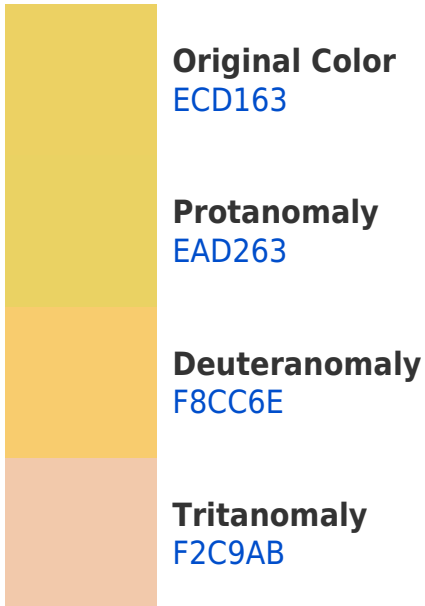 Original Color
ECD163
Protanomaly
EAD263
Deuteranomaly
F8CC6E
Tritanomaly
F2C9AB